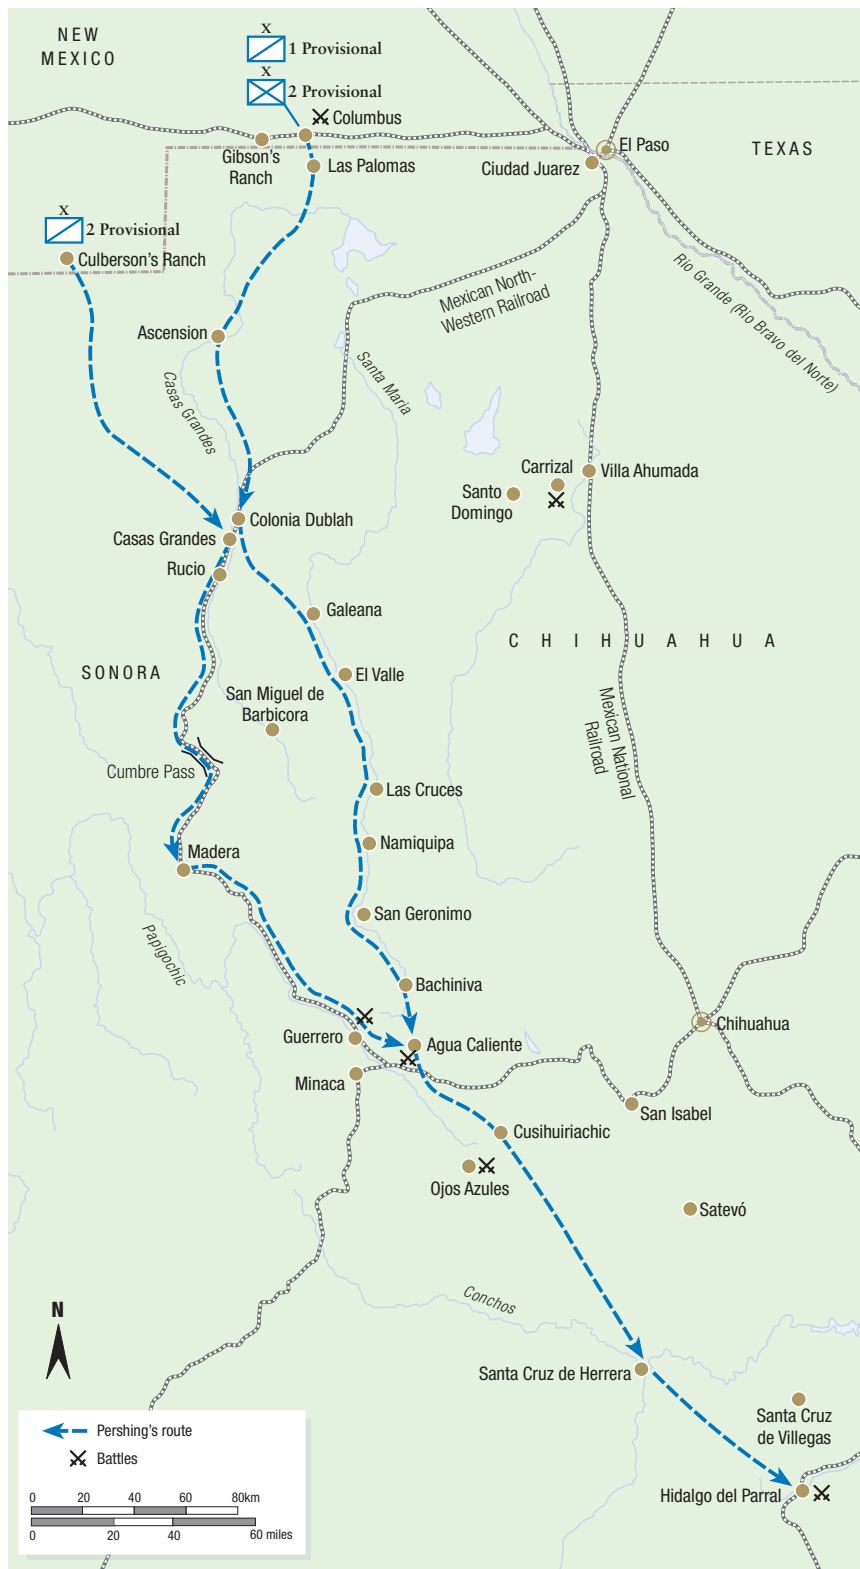 NEW
MEXICO
X
1 Provisional
X
2 Provisional
Columbus
Gibson's
Ranch
Las Palomas
Ciudad Juarez
El Paso
TEXAS
X
2 Provisional
Culberson's Ranch
Rio Grande (Rio Bravo del Norte)
Mexican North-
Western Railroad
Ascension
Casas Grandes
Santa Maria
Carrizal
Villa Ahumada
Santo
Domingo
Colonia Dublah
Casas Grandes
Rucio
Galeana
CHIHUAHUA
SONORA
El Valle
San Miguel de
Barbicora
Mexican National
Railroad
Cumbre Pass
Las Cruces
Namiquipa
Madera
San Geronimo
Papigochic
Bachiniva
Chihuahua
Guerrero
Agua Caliente
Minaca
San Isabel
Cusihuiriachic
Ojos Azules
Satevó
Conchos
N
Santa Cruz de Herrera
Santa Cruz
de Villegas
Hidalgo del Parral
Pershing's route
Battles
0 20 40 60 80km
0 20 40 60 miles